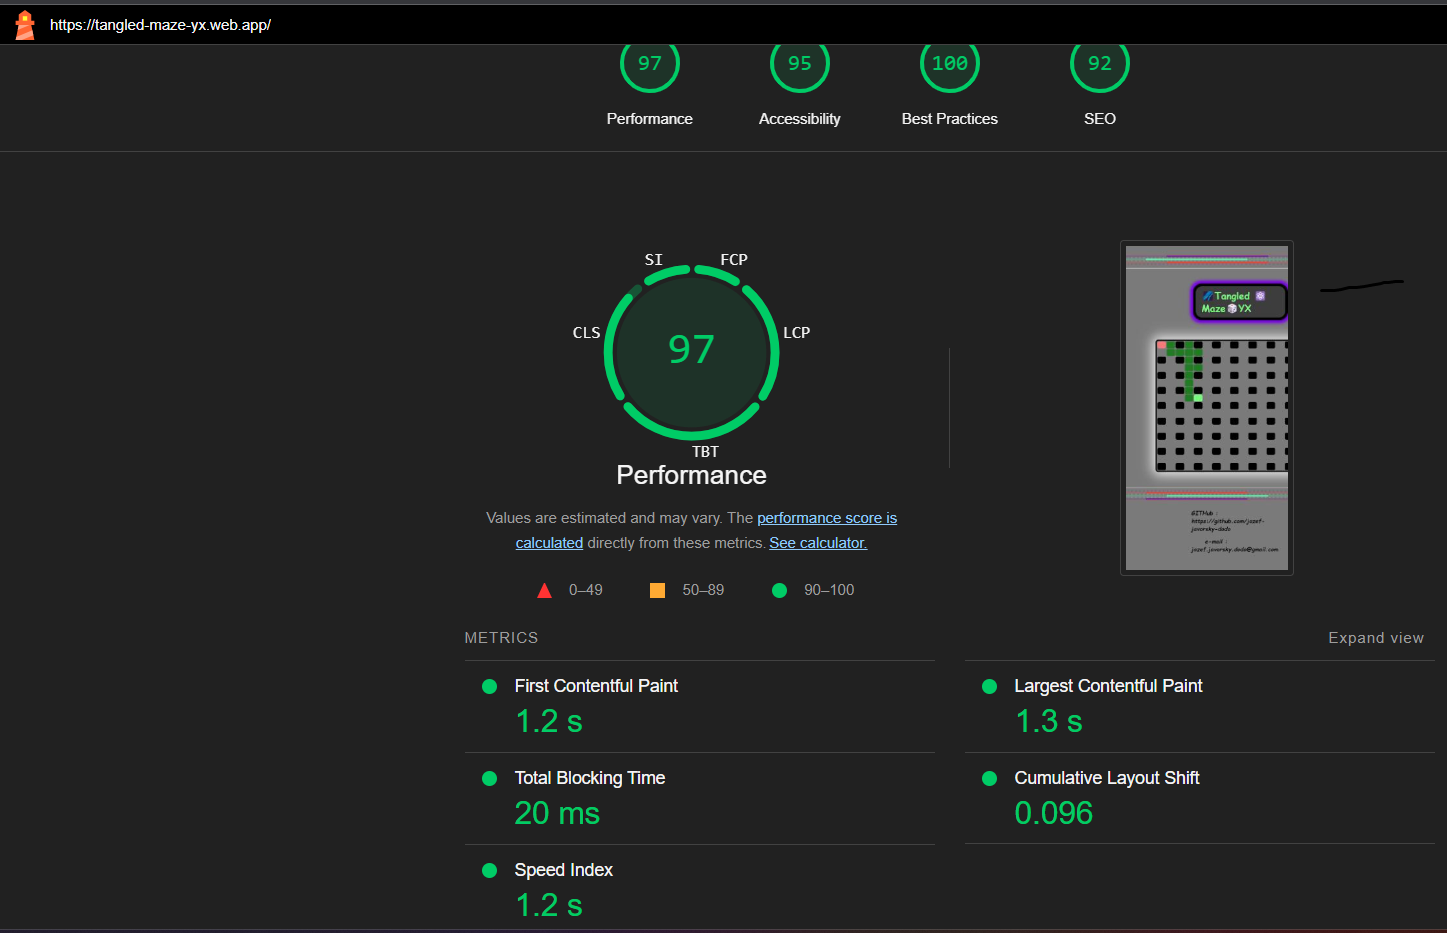 https://tangled-maze-yx.web.app/
97 95 100 92
Performance Accessibility Best Practices SEO
SI FCP
CLS LCP
97
TBT
Performance
Values are estimated and may vary. The performance score is
calculated directly from these metrics. See calculator.
0–49 50–89 90–100
Tangled
Maze YX
GITHub :
https://github.com/jozef-
javorsky-dodo
e-mail :
jozef.javorsky.dodo@gmail.com
METRICS Expand view
First Contentful Paint
1.2 s
Largest Contentful Paint
1.3 s
Total Blocking Time
20 ms
Cumulative Layout Shift
0.096
Speed Index
1.2 s